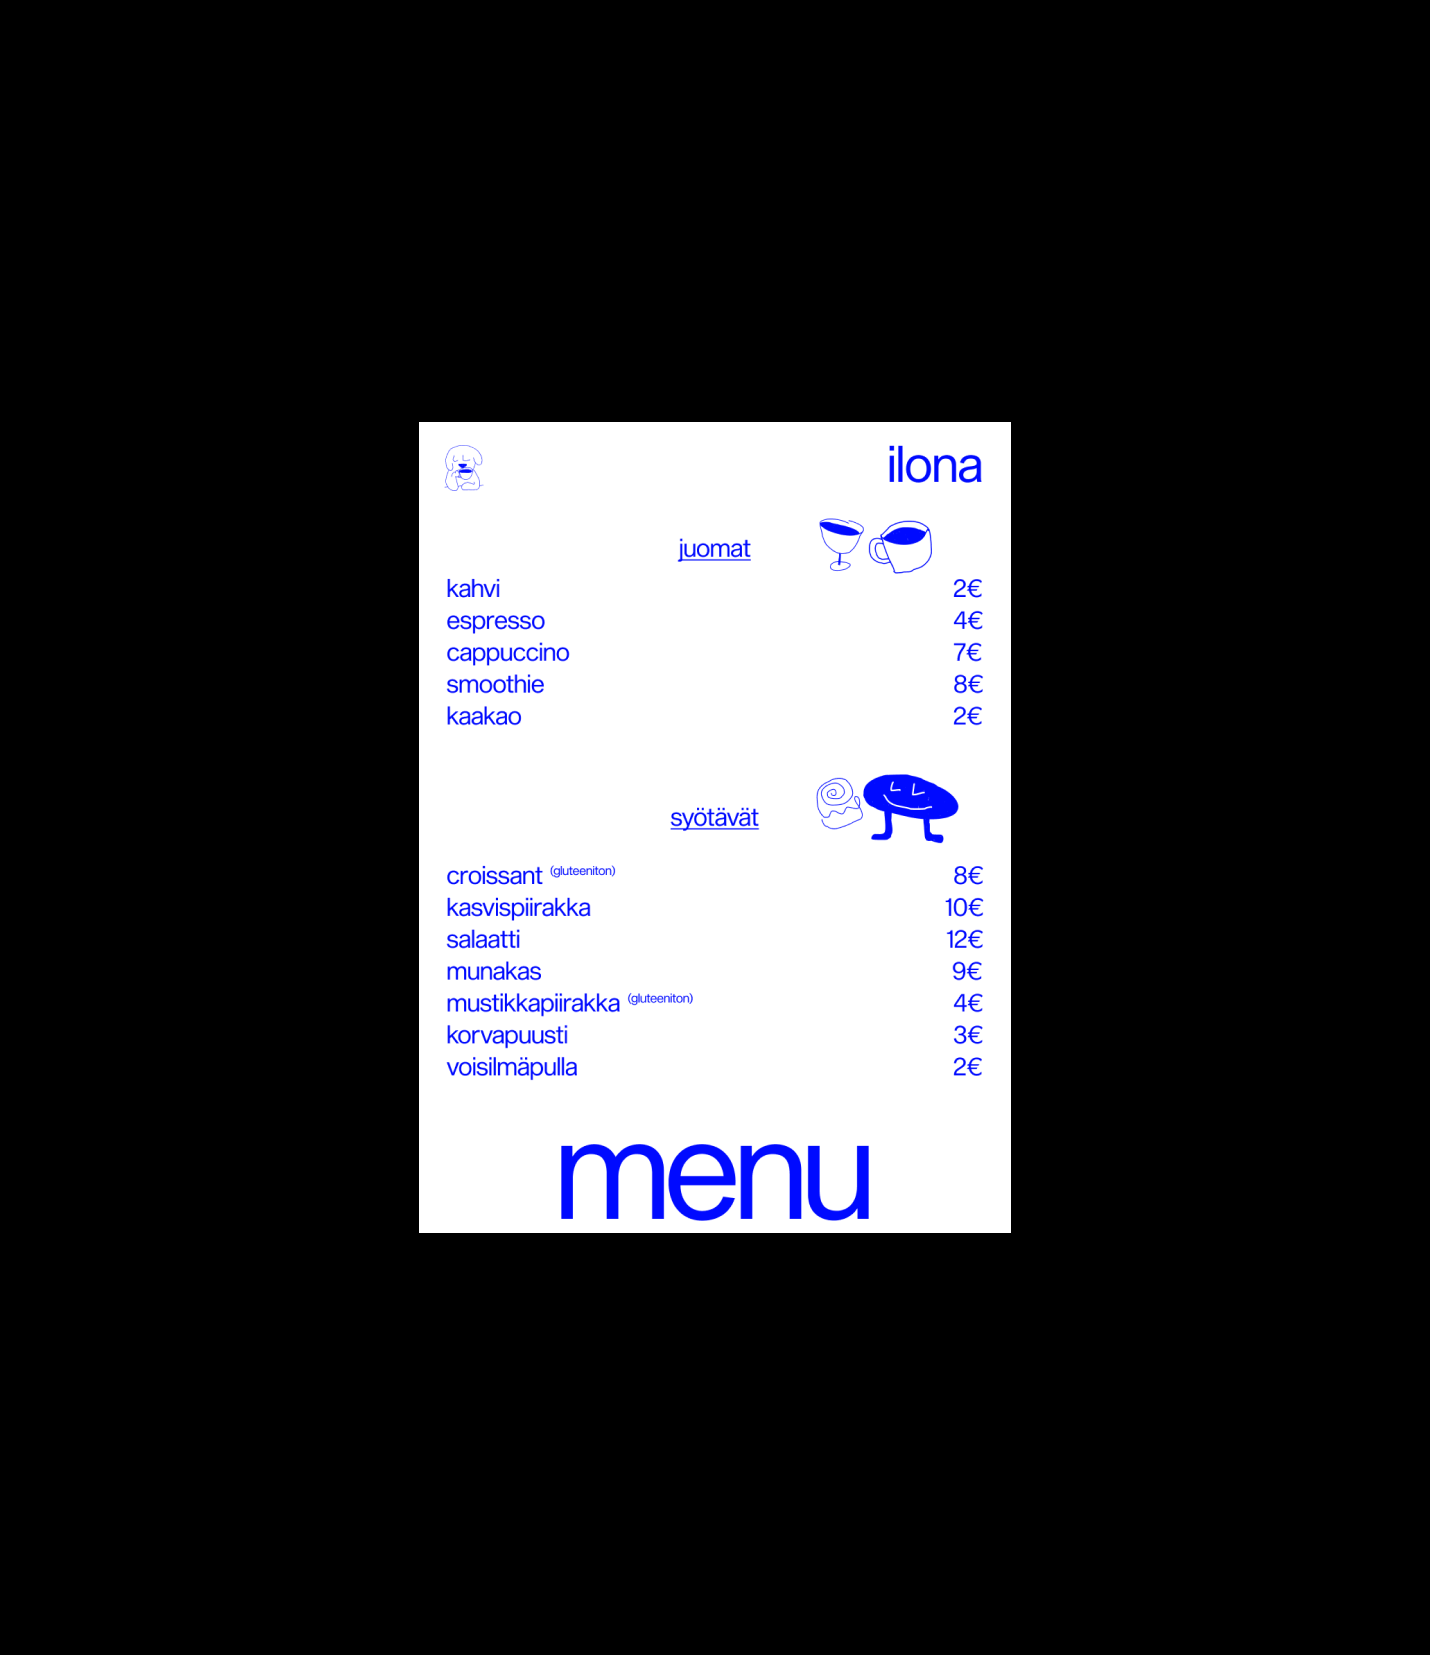 ilona
juomat
kahvi 2€
espresso 4€
cappuccino 7€
smoothie 8€
kaakao 2€
syötävät
croissant (gluteeniton) 8€
kasvispiirakka 10€
salaatti 12€
munakas 9€
mustikkapiirakka (gluteeniton) 4€
korvapuusti 3€
voisilmäpulla 2€
menu